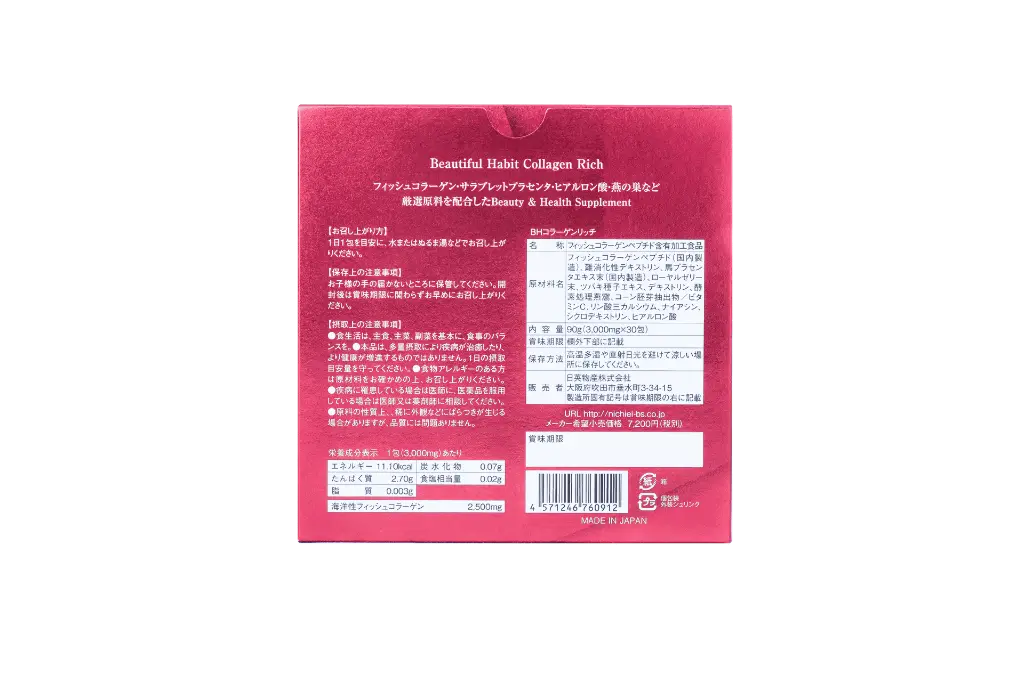 Beautiful Habit Collagen Rich
フィッシュコラーゲン・サラブレットプラセンタ・ヒアルロン酸・燕の巣など
厳選原料を配合したBeauty & Health Supplement
【お召し上がり方】
1日1包を目安に、水またはぬるま湯などでお召し上が
りください。
【保存上の注意事項】
お子様の手の届かないところに保管してください。開
封後は賞味期限に関わらずお早めにお召し上がりくだ
さい。
【摂取上の注意事項】
●食生活は、主食、主菜、副菜を基本に、食事のバラ
ンスを。●本品は、多量摂取により疾病が治癒したり、
より健康が増進するものではありません。1日の摂取
目安量を守ってください。●食物アレルギーのある方
は原材料をお確かめの上、お召し上がりください。
●疾病に罹患している場合は医師に、医薬品を服用
している場合は医師又は薬剤師に相談してください。
●原料の性質上、、稀に外観などにばらつきが生じる
場合がありますが、品質には問題ありません。
栄養成分表示 1包(3,000mg)あたり
エネルギー 11.10kcal 炭水化物 0.07g
たんぱく質 2.70g 食塩相当量 0.02g
脂質 0.003g
海洋性フィッシュコラーゲン 2,500mg
BHコラーゲンリッチ
名称 フィッシュコラーゲンペプチド含有加工食品
原材料名 フィッシュコラーゲンペプチド(国内製
造)、難消化性デキストリン、馬プラセン
タエキス末(国内製造)、ローヤルゼリー
末、ツバキ種子エキス、デキストリン、酵
素処理燕窩、コーン胚芽抽出物/ビタ
ミンC、リン酸三カルシウム、ナイアシン、
シクロデキストリン、ヒアルロン酸
内容量 90g(3,000mg×30包)
賞味期限 欄外下部に記載
保存方法 高温多湿や直射日光を避けて涼しい場
所に保存してください。
販売者 日英物産株式会社
大阪府吹田市垂水町3-34-15
製造所固有記号は賞味期限の右に記載
URL http://nichiei-bs.co.jp
メーカー希望小売価格 7,200円(税別)
賞味期限
4 571246 760912
紙 箱
プラ 個包装
外装シュリンク
MADE IN JAPAN